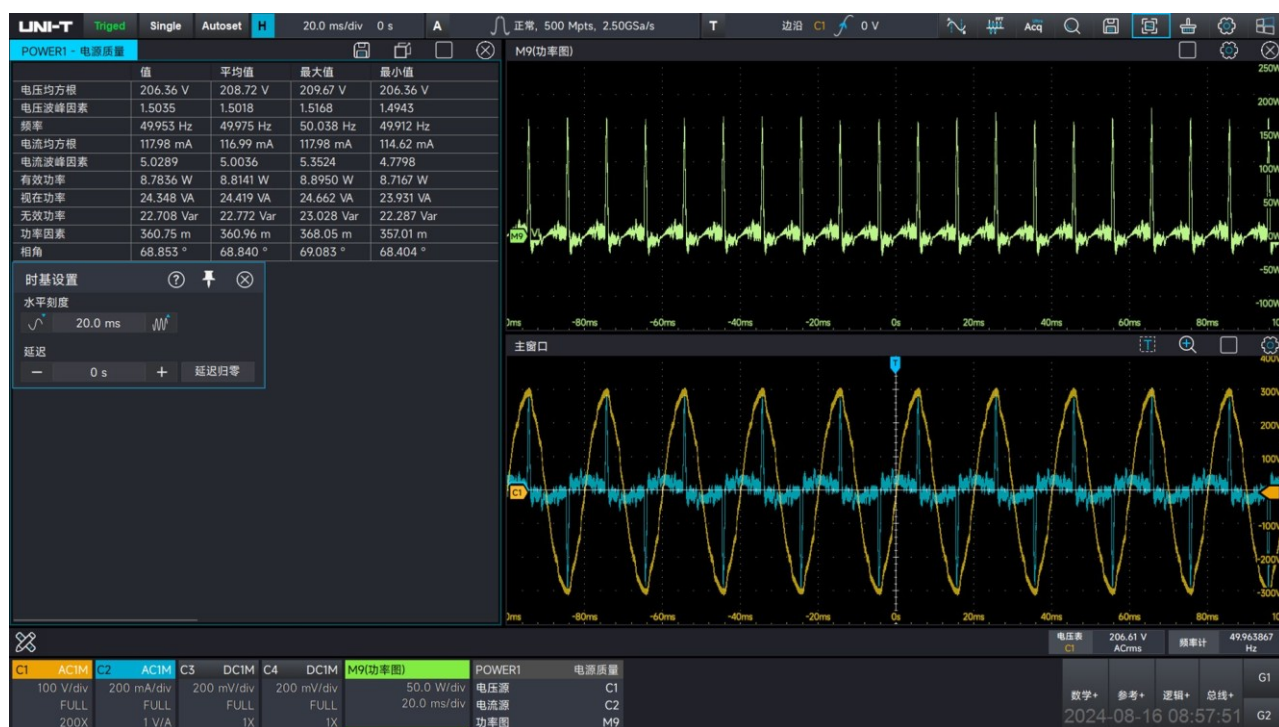 UNI-T Triged Single Autoset H 20.0 ms/div 0 s A 正常, 500 Mpts, 2.50GSa/s T 边沿 C1 0 V Acq
POWER1 - 电源质量
值 平均值 最大值 最小值
电压均方根 206.36 V 208.72 V 209.67 V 206.36 V
电压波峰因素 1.5035 1.5018 1.5168 1.4943
频率 49.953 Hz 49.975 Hz 50.038 Hz 49.912 Hz
电流均方根 117.98 mA 116.99 mA 117.98 mA 114.62 mA
电流波峰因素 5.0289 5.0036 5.3524 4.7798
有效功率 8.7836 W 8.8141 W 8.8950 W 8.7167 W
视在功率 24.348 VA 24.419 VA 24.662 VA 23.931 VA
无效功率 22.708 Var 22.772 Var 23.028 Var 22.287 Var
功率因素 360.75 m 360.96 m 368.05 m 357.01 m
相角 68.853 ° 68.840 ° 69.083 ° 68.404 °
时基设置 ?
水平刻度
20.0 ms
延迟
− 0 s + 延迟归零
M9(功率图)
250W
200W
150W
100W
50W
M9
-50W
-100W
-80ms -60ms -40ms -20ms 0s 20ms 40ms 60ms 80ms
主窗口 T
T
400V
300V
200V
100V
C1
-100V
-200V
-300V
-80ms -60ms -40ms -20ms 0s 20ms 40ms 60ms 80ms
电压表 C1 206.61 V ACrms 频率计 49.963867 Hz
C1 AC1M
100 V/div
FULL
200X
C2 AC1M
200 mA/div
FULL
1 V/A
C3 DC1M
200 mV/div
FULL
1X
C4 DC1M
200 mV/div
FULL
1X
M9(功率图)
50.0 W/div
20.0 ms/div
POWER1 电源质量
电压源 C1
电流源 C2
功率图 M9
数学+ 参考+ 逻辑+ 总线+
2024-08-16 08:57:51
G1
G2